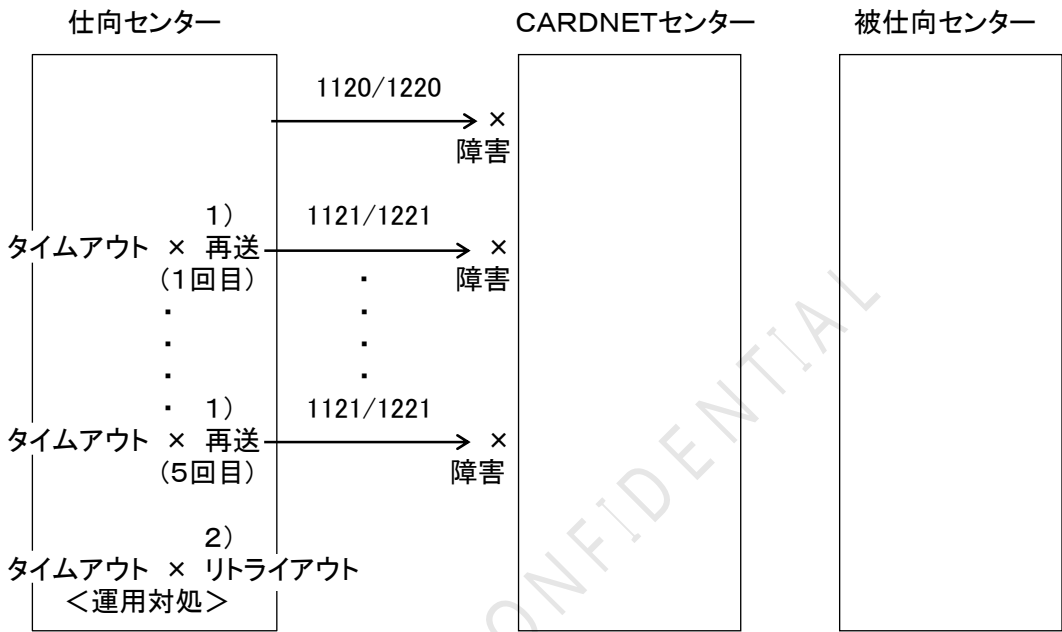 仕向センター
CARDNETセンター
被仕向センター
1120/1220
×
障害
1)
1121/1221
タイムアウト × 再送
×
(1回目)
障害
・
・
・
・
・
・
・
・
1)
1121/1221
タイムアウト × 再送
×
(5回目)
障害
2)
タイムアウト × リトライアウト
<運用対処>
ONFIDENTIAL